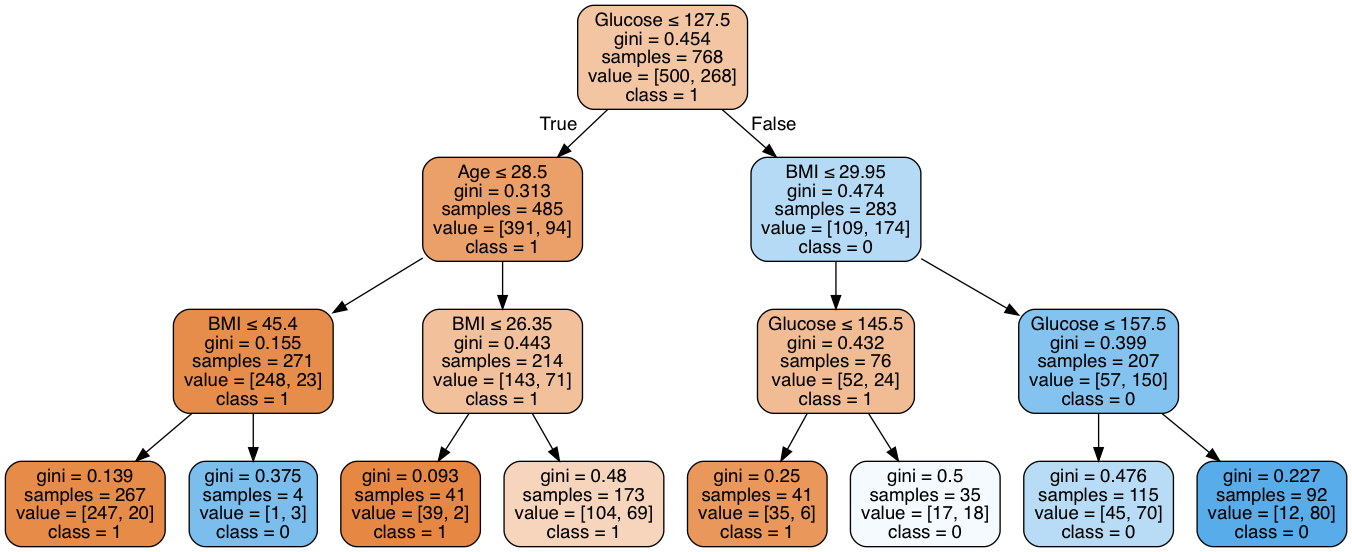 Glucose ≤ 127.5
gini = 0.454
samples = 768
value = [500, 268]
class = 1
True
False
Age ≤ 28.5
gini = 0.313
samples = 485
value = [391, 94]
class = 1
BMI ≤ 29.95
gini = 0.474
samples = 283
value = [109, 174]
class = 0
BMI ≤ 45.4
gini = 0.155
samples = 271
value = [248, 23]
class = 1
BMI ≤ 26.35
gini = 0.443
samples = 214
value = [143, 71]
class = 1
Glucose ≤ 145.5
gini = 0.432
samples = 76
value = [52, 24]
class = 1
Glucose ≤ 157.5
gini = 0.399
samples = 207
value = [57, 150]
class = 0
gini = 0.139
samples = 267
value = [247, 20]
class = 1
gini = 0.375
samples = 4
value = [1, 3]
class = 0
gini = 0.093
samples = 41
value = [39, 2]
class = 1
gini = 0.48
samples = 173
value = [104, 69]
class = 1
gini = 0.25
samples = 41
value = [35, 6]
class = 1
gini = 0.5
samples = 35
value = [17, 18]
class = 0
gini = 0.476
samples = 115
value = [45, 70]
class = 0
gini = 0.227
samples = 92
value = [12, 80]
class = 0